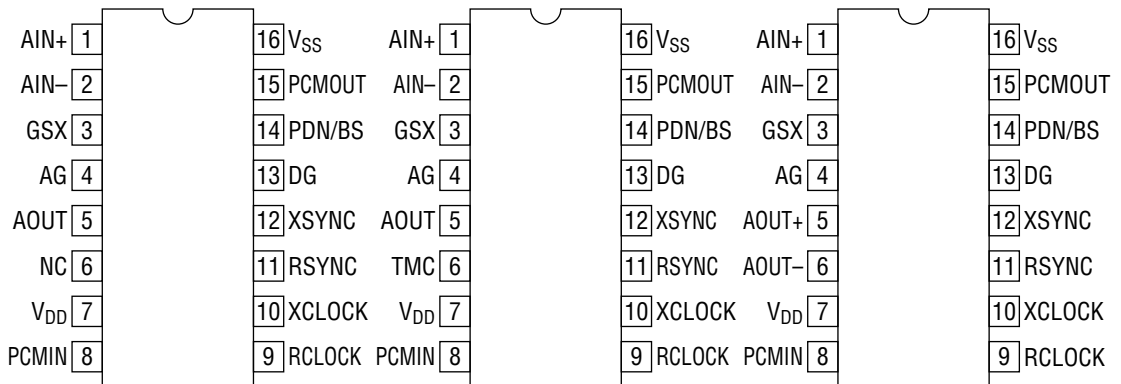 AIN+ 1 16 VSS AIN+ 1 16 VSS AIN+ 1 16 VSS
AIN– 2 15 PCMOUT AIN– 2 15 PCMOUT AIN– 2 15 PCMOUT
GSX 3 14 PDN/BS GSX 3 14 PDN/BS GSX 3 14 PDN/BS
AG 4 13 DG AG 4 13 DG AG 4 13 DG
AOUT 5 12 XSYNC AOUT 5 12 XSYNC AOUT+ 5 12 XSYNC
NC 6 11 RSYNC TMC 6 11 RSYNC AOUT– 6 11 RSYNC
VDD 7 10 XCLOCK VDD 7 10 XCLOCK VDD 7 10 XCLOCK
PCMIN 8 9 RCLOCK PCMIN 8 9 RCLOCK PCMIN 8 9 RCLOCK